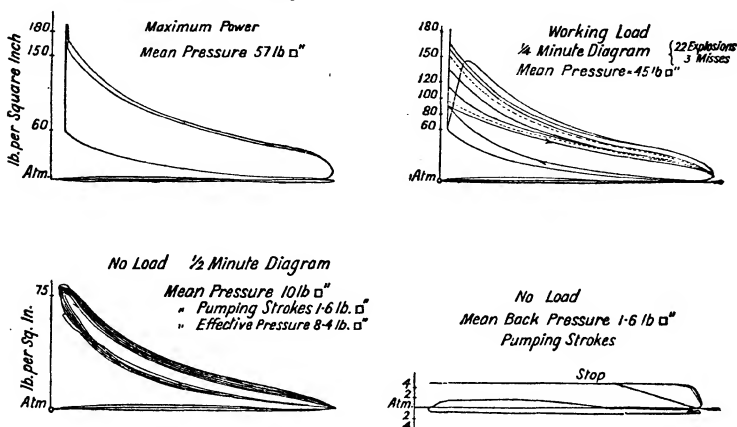 Maximum Power
Mean Pressure 57 lb □"
180
150
60
Atm.
lb. per Square Inch
Working Load
¼ Minute Diagram
Mean Pressure = 45 lb □"
22 Explosions
3 Misses
180
150
120
100
80
60
Atm
No Load ½ Minute Diagram
Mean Pressure 10 lb □"
" Pumping Strokes 1·6 lb. □"
" Effective Pressure 8·4 lb. □"
75
Atm
lb. per Sq. In.
No Load
Mean Back Pressure 1·6 lb □"
Pumping Strokes
Stop
4
2
Atm.
2
4